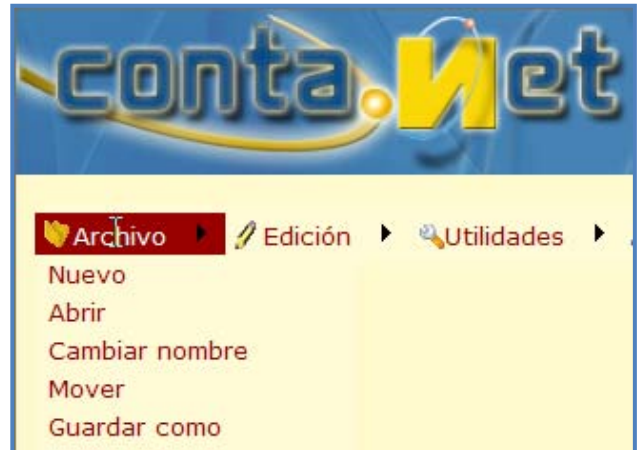 conta.Net
Archivo Edición Utilidades
Nuevo
Abrir
Cambiar nombre
Mover
Guardar como